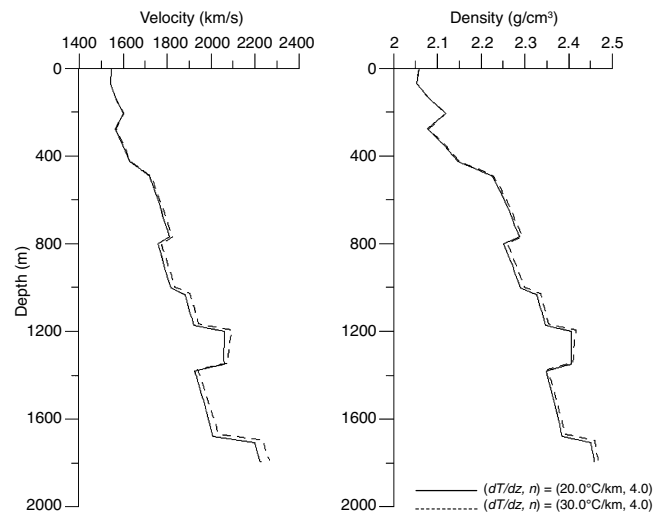 Velocity (km/s)
1400 1600 1800 2000 2200 2400
0
400
800
1200
1600
2000
Depth (m)
Density (g/cm³)
2 2.1 2.2 2.3 2.4 2.5
0
400
800
1200
1600
2000
(dT/dz, n) = (20.0°C/km, 4.0)
(dT/dz, n) = (30.0°C/km, 4.0)